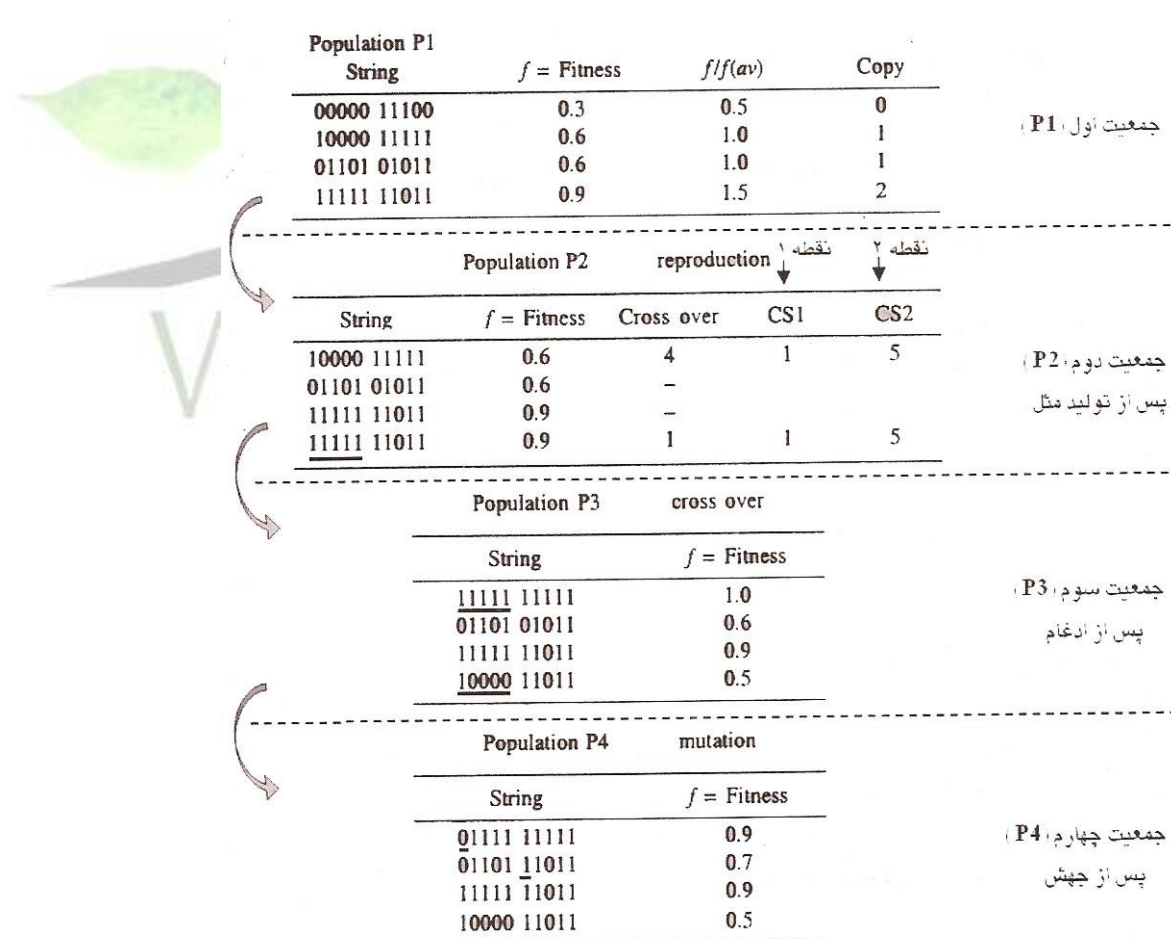 Population P1
String f = Fitness f/f(av) Copy
00000 11100 0.3 0.5 0
10000 11111 0.6 1.0 1
01101 01011 0.6 1.0 1
11111 11011 0.9 1.5 2
جمعیت اول (P1)
Population P2 reproduction نقطه ۱ نقطه ۲
String f = Fitness Cross over CS1 CS2
10000 11111 0.6 4 1 5
01101 01011 0.6 –
11111 11011 0.9 –
11111 11011 0.9 1 1 5
جمعیت دوم (P2)
پس از تولید مثل
Population P3 cross over
String f = Fitness
11111 11111 1.0
01101 01011 0.6
11111 11011 0.9
10000 11011 0.5
جمعیت سوم (P3)
پس از ادغام
Population P4 mutation
String f = Fitness
01111 11111 0.9
01101 11011 0.7
11111 11011 0.9
10000 11011 0.5
جمعیت چهارم (P4)
پس از جهش
V